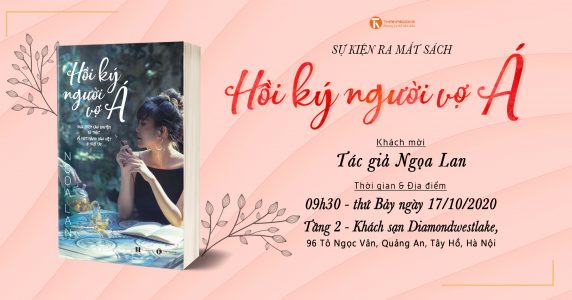 THAIHABOOKS
SỰ KIỆN RA MẮT SÁCH
Hồi ký người vợ Á
Khách mời
Tác giả Ngọa Lan
Thời gian & Địa điểm
09h30 - thứ Bảy ngày 17/10/2020
Tầng 2 - Khách sạn Diamondwestlake,
96 Tô Ngọc Vân, Quảng An, Tây Hồ, Hà Nội
Hồi ký
người
vợ Á
NGỌA LAN